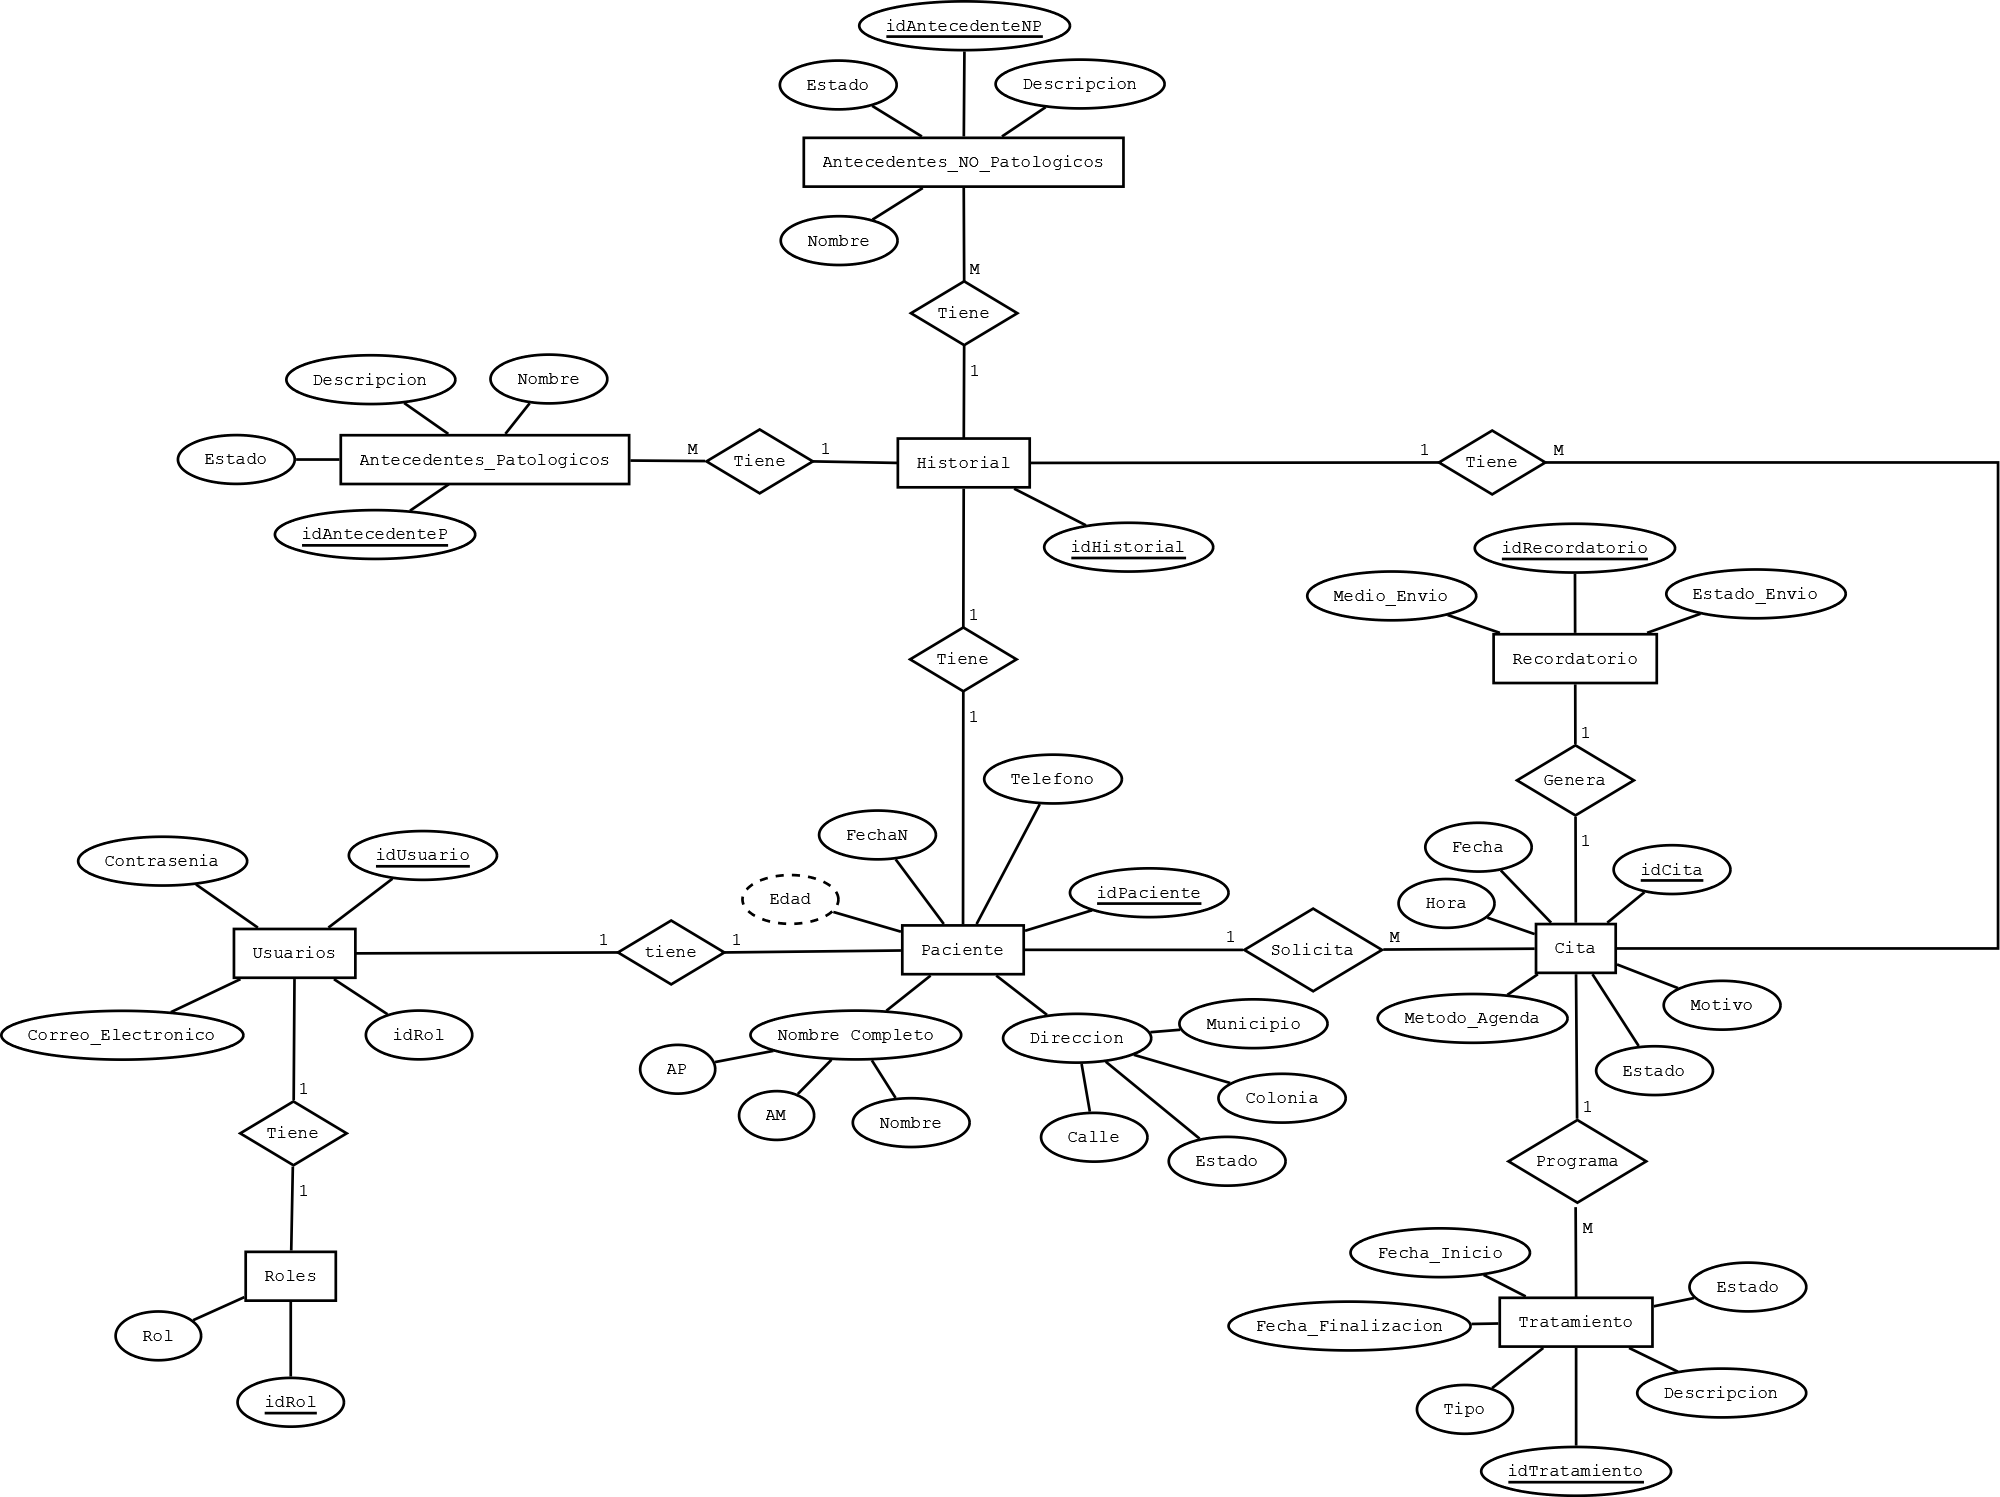 idAntecedenteNP
Estado
Descripcion
Antecedentes_NO_Patologicos
Nombre
M
Tiene
1
Descripcion
Nombre
Estado
Antecedentes_Patologicos
M
Tiene
1
Historial
1
Tiene
M
idAntecedenteP
idHistorial
idRecordatorio
Medio_Envio
Estado_Envio
1
Recordatorio
Tiene
1
1
Genera
Telefono
FechaN
1
Fecha
idCita
Contrasenia
idUsuario
Edad
idPaciente
Hora
Usuarios
1
tiene
1
Paciente
1
Solicita
M
Cita
Correo_Electronico
idRol
Nombre Completo
Direccion
Municipio
Metodo_Agenda
Motivo
AP
AM
Nombre
Calle
Colonia
Estado
Estado
1
Tiene
1
1
Programa
M
Roles
Fecha_Inicio
Estado
Fecha_Finalizacion
Tratamiento
Rol
idRol
Tipo
Descripcion
idTratamiento